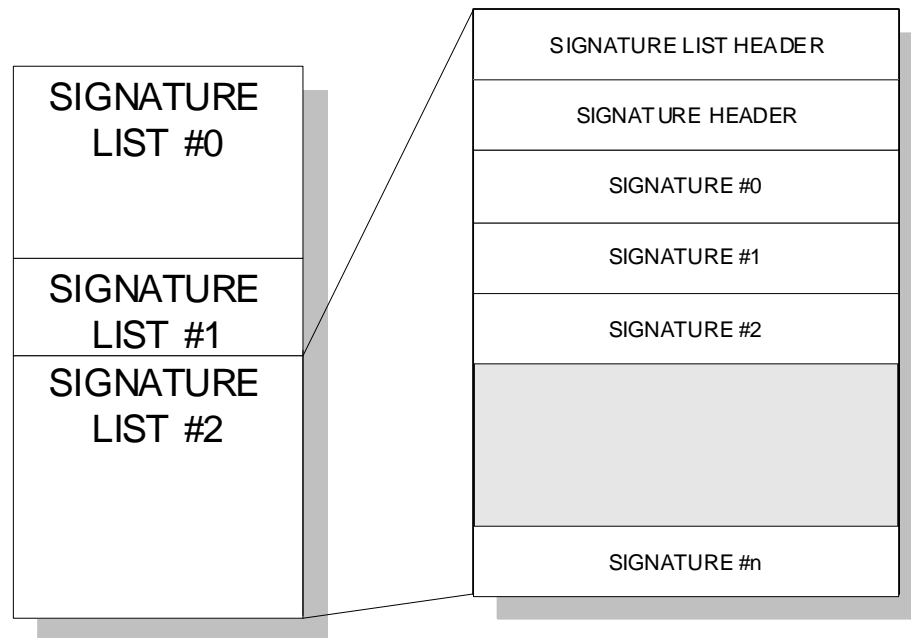 SIGNATURE
LIST #0
SIGNATURE
LIST #1
SIGNATURE
LIST #2
SIGNATURE LIST HEADER
SIGNATURE HEADER
SIGNATURE #0
SIGNATURE #1
SIGNATURE #2
SIGNATURE #n